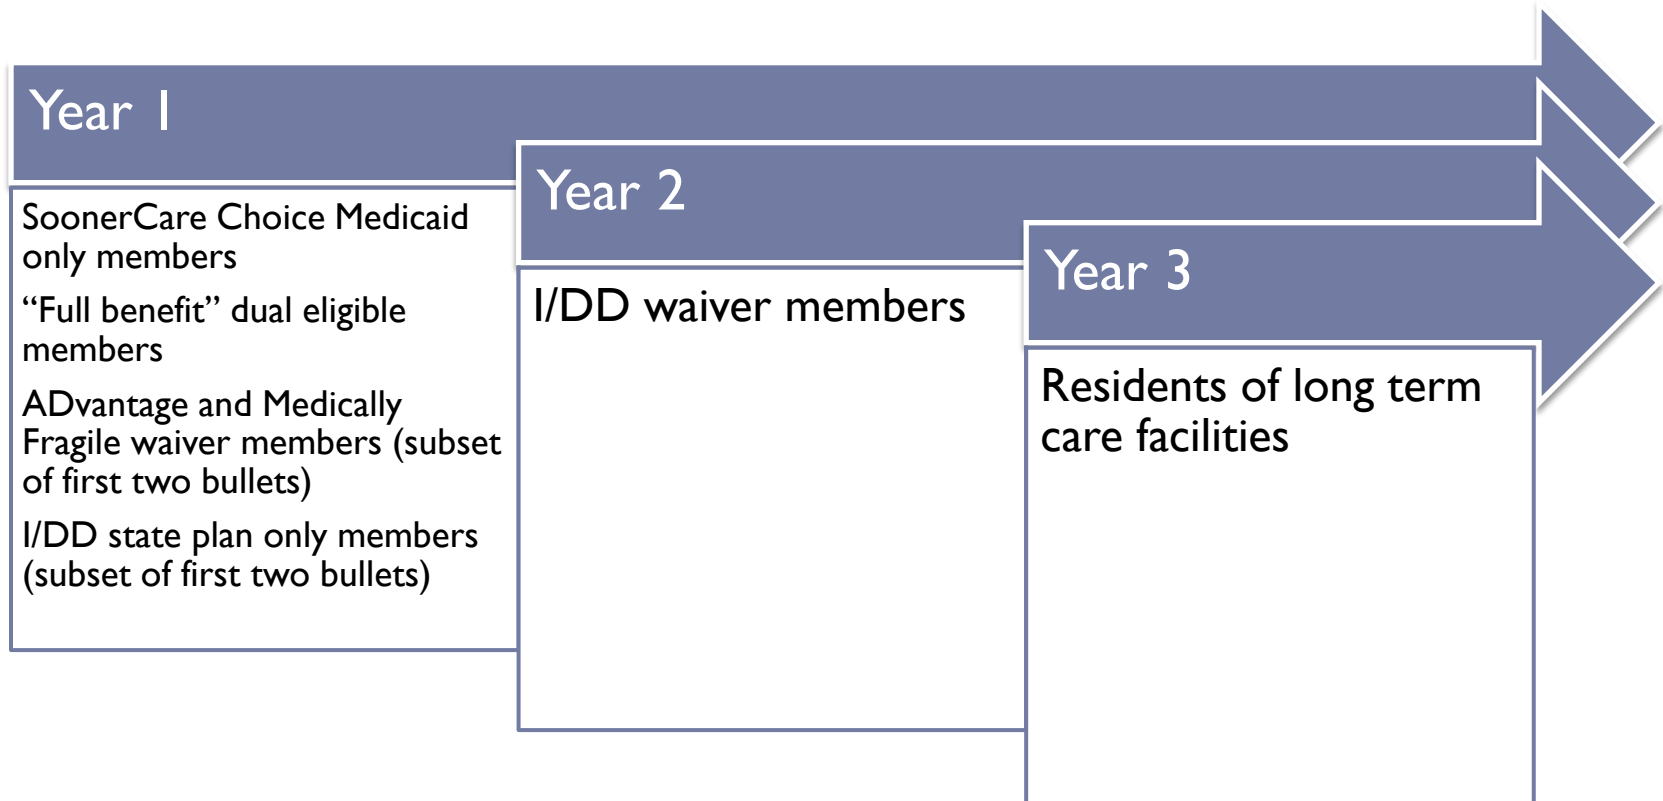 Year 1
SoonerCare Choice Medicaid
only members
“Full benefit” dual eligible
members
ADvantage and Medically
Fragile waiver members (subset
of first two bullets)
I/DD state plan only members
(subset of first two bullets)
Year 2
I/DD waiver members
Year 3
Residents of long term
care facilities